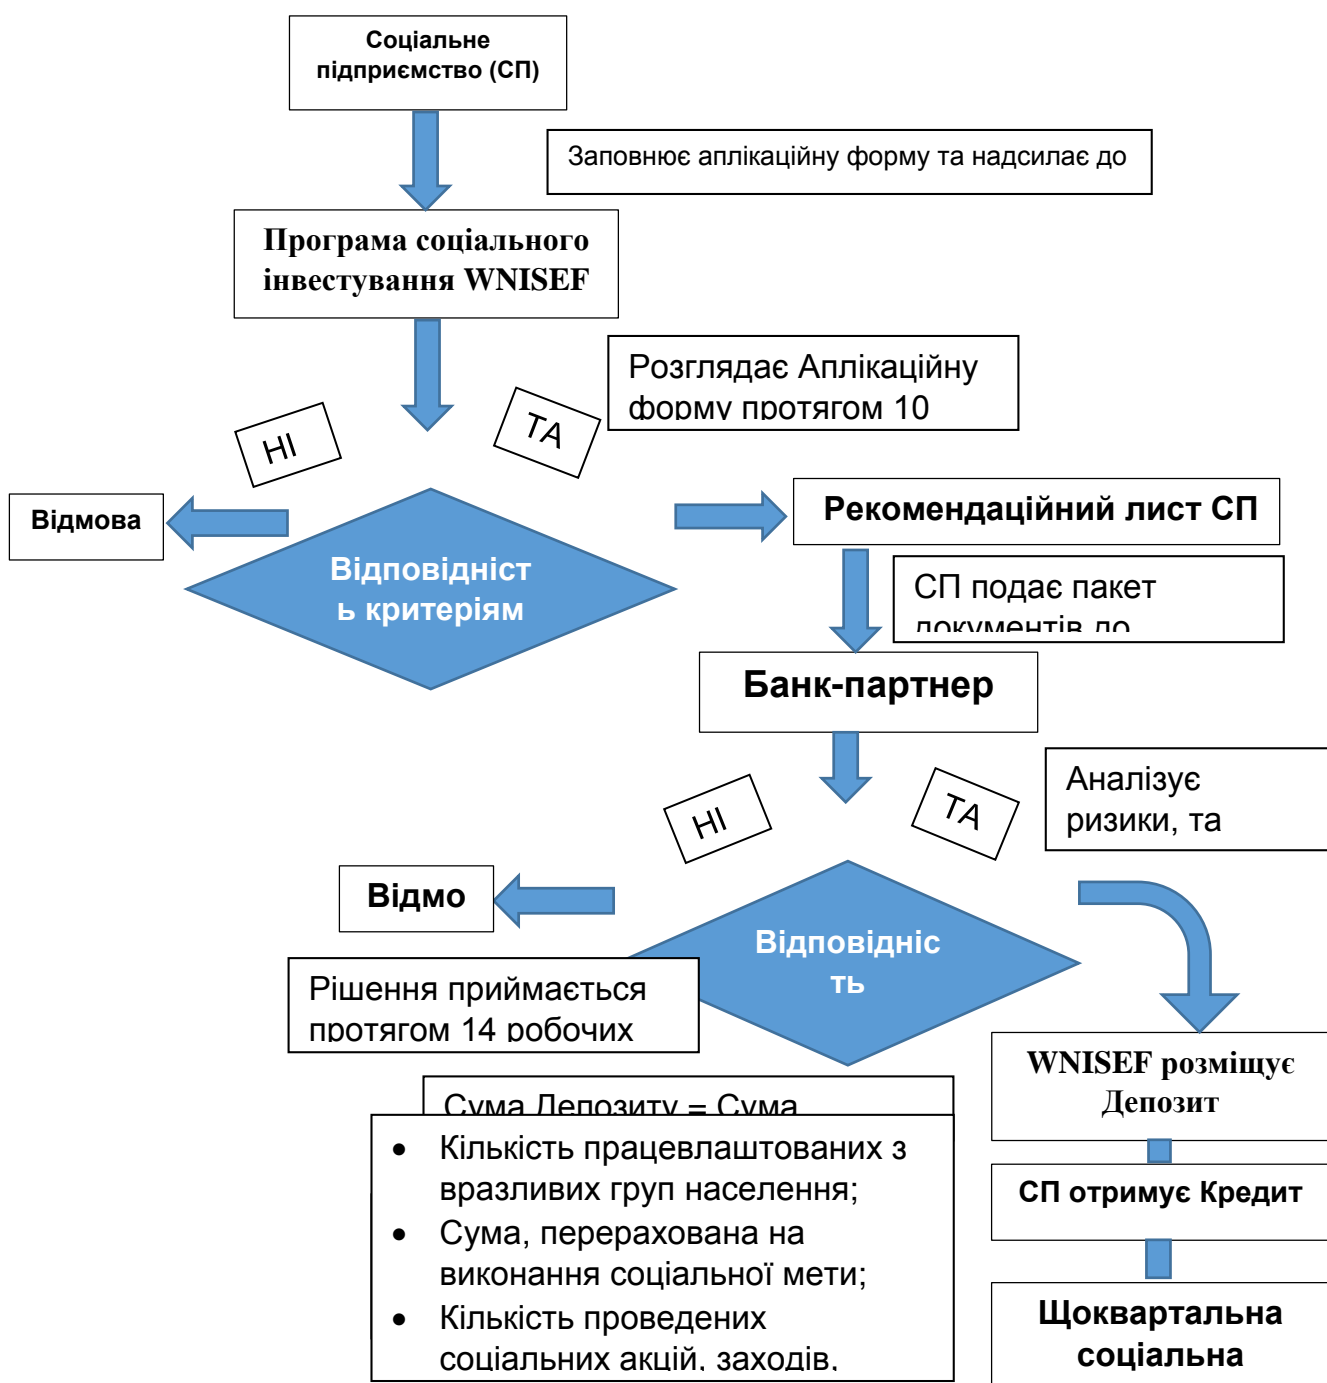 Соціальне
підприємство (СП)
Заповнює аплікаційну форму та надсилає до
Програма соціального
інвестування WNISEF
Розглядає Аплікаційну
форму протягом 10
НІ
ТА
Відмова
Відповідніст
ь критеріям
Рекомендаційний лист СП
СП подає пакет
документів до
Банк-партнер
НІ
ТА
Аналізує
ризики, та
Відмо
Відповідніс
ть
Рішення приймається
протягом 14 робочих
WNISEF розміщує
Депозит
Сума Депозиту = Сума
• Кількість працевлаштованих з
вразливих груп населення;
• Сума, перерахована на
виконання соціальної мети;
• Кількість проведених
соціальних акцій, заходів,
СП отримує Кредит
Щоквартальна
соціальна